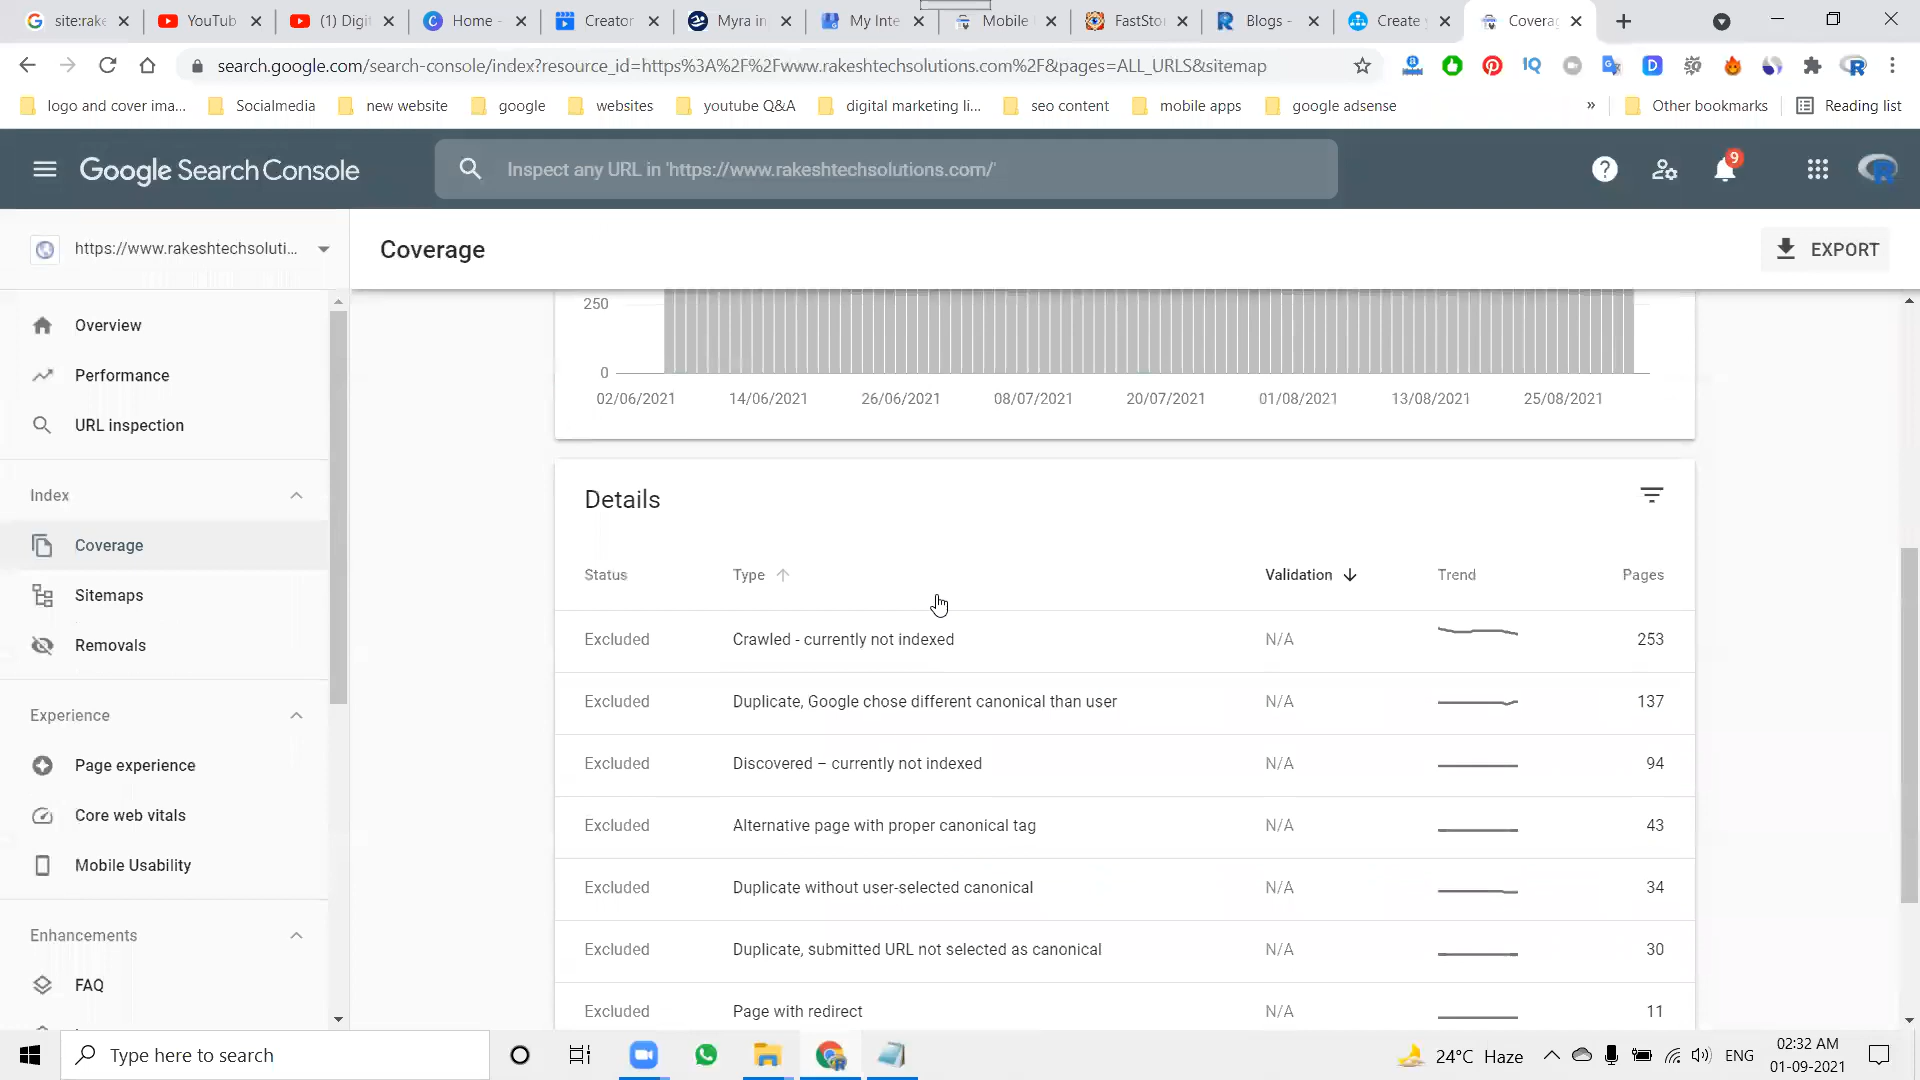 site:rake
YouTub
(1) Digit
Home -
Creator
Myra in
My Inte
Mobile
FastSto
Blogs -
Create
Coverag
search.google.com/search-console/index?resource_id=https%3A%2F%2Fwww.rakeshtechsolutions.com%2F&pages=ALL_URLS&sitemap
logo and cover ima...
Socialmedia
new website
google
websites
youtube Q&A
digital marketing li...
seo content
mobile apps
google adsense
»
Other bookmarks
Reading list
Google Search Console
Inspect any URL in 'https://www.rakeshtechsolutions.com/'
9
https://www.rakeshtechsoluti...
Coverage
EXPORT
Overview
Performance
URL inspection
Index
Coverage
Sitemaps
Removals
Experience
Page experience
Core web vitals
Mobile Usability
Enhancements
FAQ
250
0
02/06/2021 14/06/2021 26/06/2021 08/07/2021 20/07/2021 01/08/2021 13/08/2021 25/08/2021
Details
Status Type Validation Trend Pages
Excluded Crawled - currently not indexed N/A 253
Excluded Duplicate, Google chose different canonical than user N/A 137
Excluded Discovered – currently not indexed N/A 94
Excluded Alternative page with proper canonical tag N/A 43
Excluded Duplicate without user-selected canonical N/A 34
Excluded Duplicate, submitted URL not selected as canonical N/A 30
Excluded Page with redirect N/A 11
Type here to search
24°C Haze
ENG
02:32 AM
01-09-2021